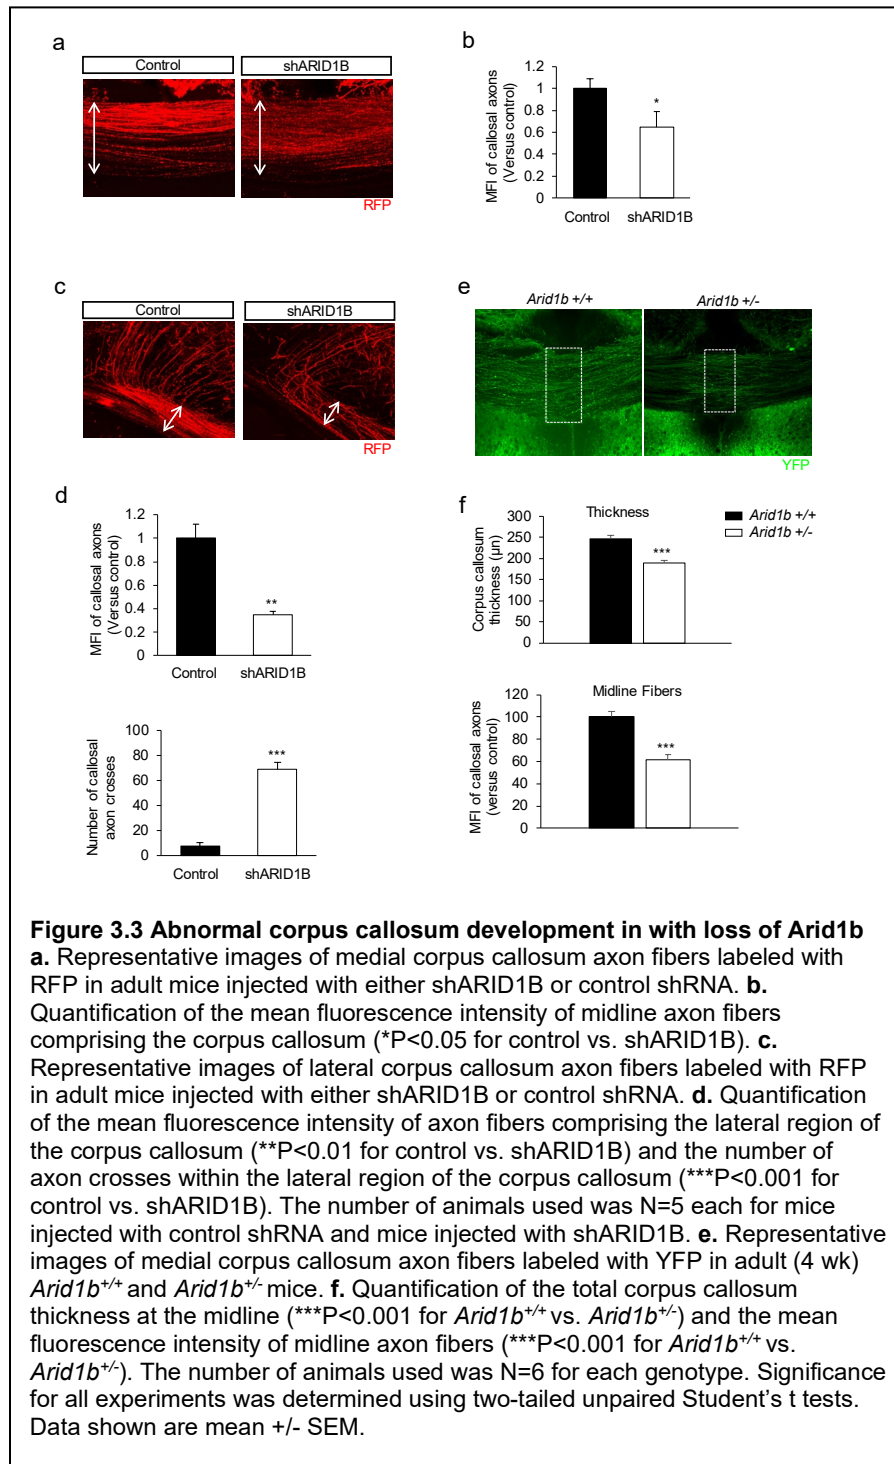 a
Control
shARID1B
RFP
b
MFI of callosal axons
(Versus control)
1.2
1
0.8
0.6
0.4
0.2
0
*
Control
shARID1B
c
Control
shARID1B
RFP
e
Arid1b +/+
Arid1b +/-
YFP
d
MFI of callosal axons
(Versus control)
1.2
1
0.8
0.6
0.4
0.2
0
**
Control
shARID1B
Number of callosal
axon crosses
100
80
60
40
20
0
***
Control
shARID1B
f
Thickness
Arid1b +/+
Arid1b +/-
Corpus callosum
thickness (µn)
300
250
200
150
100
50
0
***
Midline Fibers
MFI of callosal axons
(versus control)
120
100
80
60
40
20
0
***
Figure 3.3 Abnormal corpus callosum development in with loss of Arid1b
a. Representative images of medial corpus callosum axon fibers labeled with
RFP in adult mice injected with either shARID1B or control shRNA. b.
Quantification of the mean fluorescence intensity of midline axon fibers
comprising the corpus callosum (*P<0.05 for control vs. shARID1B). c.
Representative images of lateral corpus callosum axon fibers labeled with RFP
in adult mice injected with either shARID1B or control shRNA. d. Quantification
of the mean fluorescence intensity of axon fibers comprising the lateral region of
the corpus callosum (**P<0.01 for control vs. shARID1B) and the number of
axon crosses within the lateral region of the corpus callosum (***P<0.001 for
control vs. shARID1B). The number of animals used was N=5 each for mice
injected with control shRNA and mice injected with shARID1B. e. Representative
images of medial corpus callosum axon fibers labeled with YFP in adult (4 wk)
Arid1b+/+ and Arid1b+/- mice. f. Quantification of the total corpus callosum
thickness at the midline (***P<0.001 for Arid1b+/+ vs. Arid1b+/-) and the mean
fluorescence intensity of midline axon fibers (***P<0.001 for Arid1b+/+ vs.
Arid1b+/-). The number of animals used was N=6 for each genotype. Significance
for all experiments was determined using two-tailed unpaired Student’s t tests.
Data shown are mean +/- SEM.